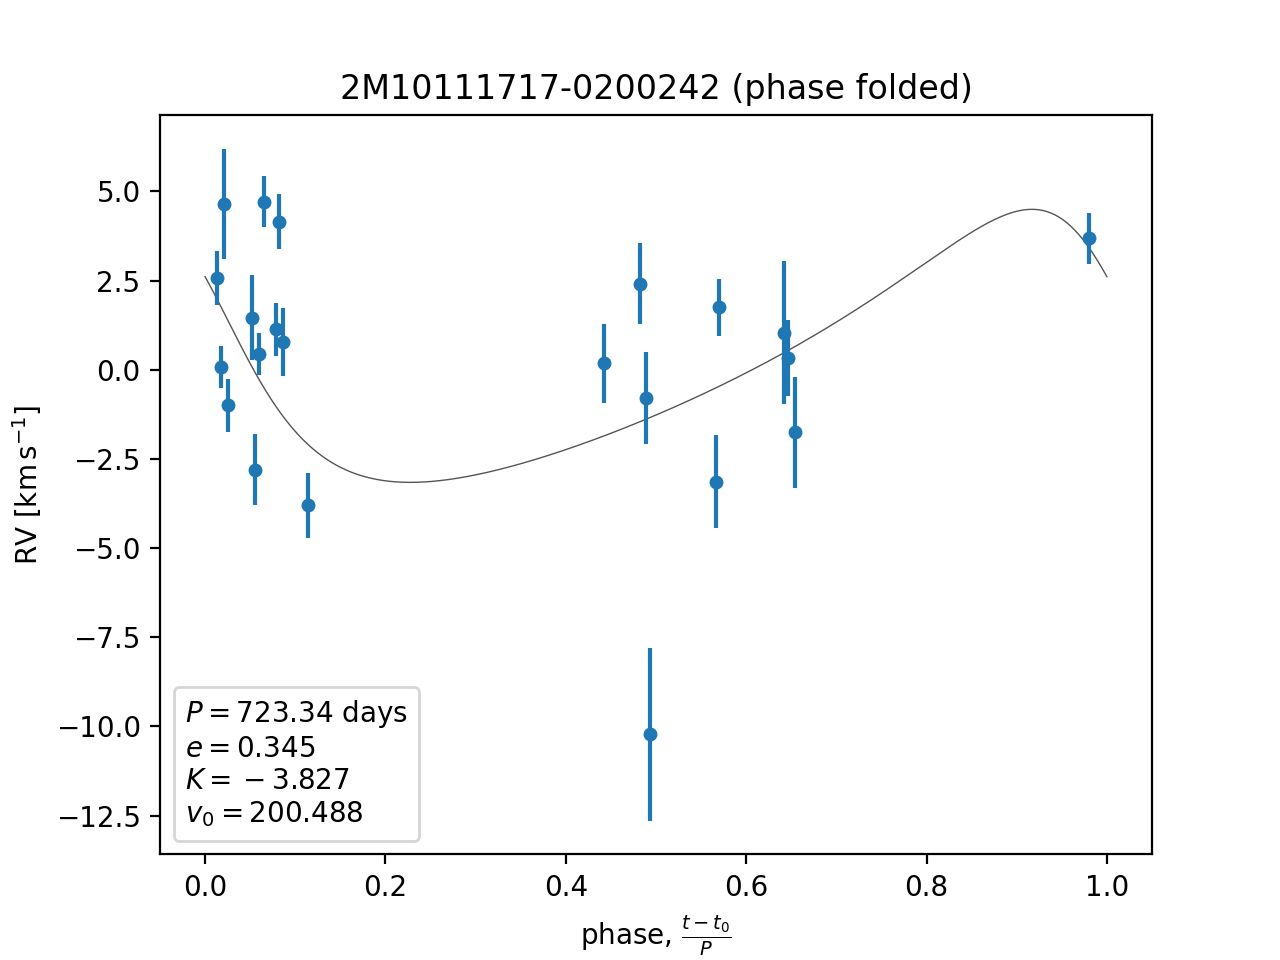 2M10111717-0200242 (phase folded)
RV [km s⁻¹]
5.0
2.5
0.0
−2.5
−5.0
−7.5
−10.0
−12.5
P = 723.34 days
e = 0.345
K = −3.827
v₀ = 200.488
0.0 0.2 0.4 0.6 0.8 1.0
phase, (t − t₀)/P